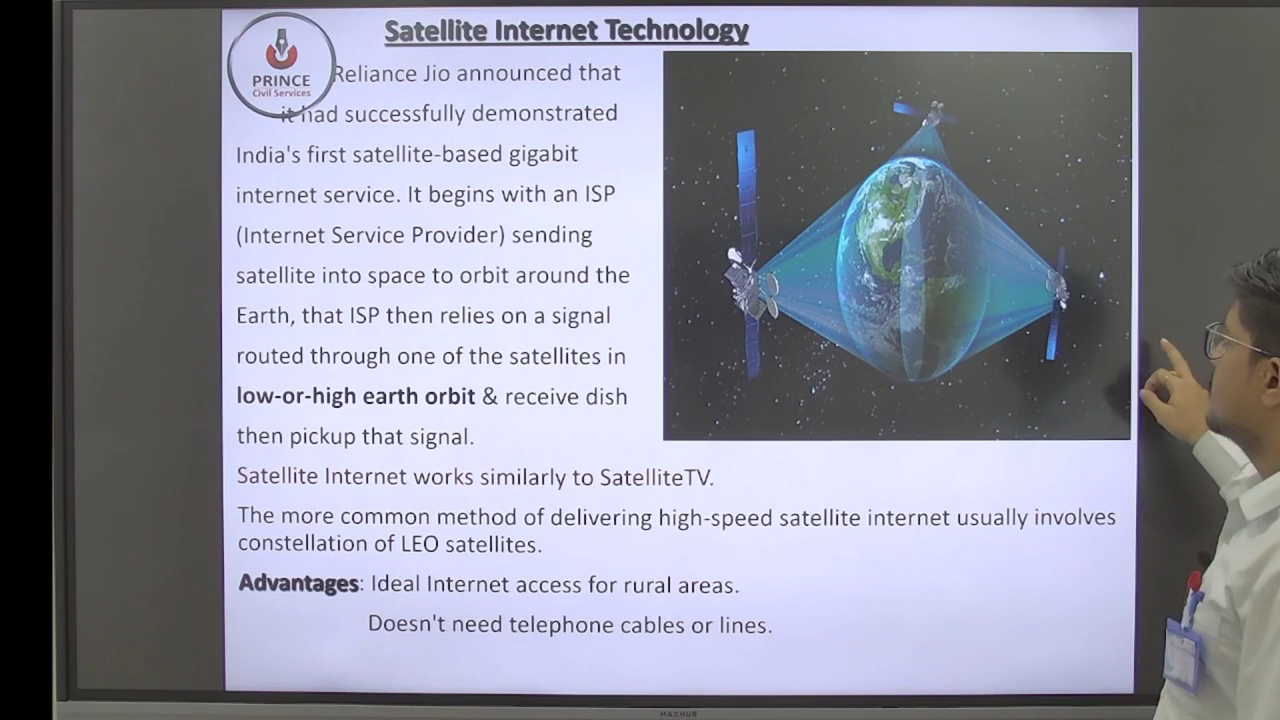 Satellite Internet Technology
PRINCE
Civil Services
Reliance Jio announced that
it had successfully demonstrated
India's first satellite-based gigabit
internet service. It begins with an ISP
(Internet Service Provider) sending
satellite into space to orbit around the
Earth, that ISP then relies on a signal
routed through one of the satellites in
low-or-high earth orbit & receive dish
then pickup that signal.
Satellite Internet works similarly to SatelliteTV.
The more common method of delivering high-speed satellite internet usually involves
constellation of LEO satellites.
Advantages: Ideal Internet access for rural areas.
Doesn't need telephone cables or lines.
MAXHUB